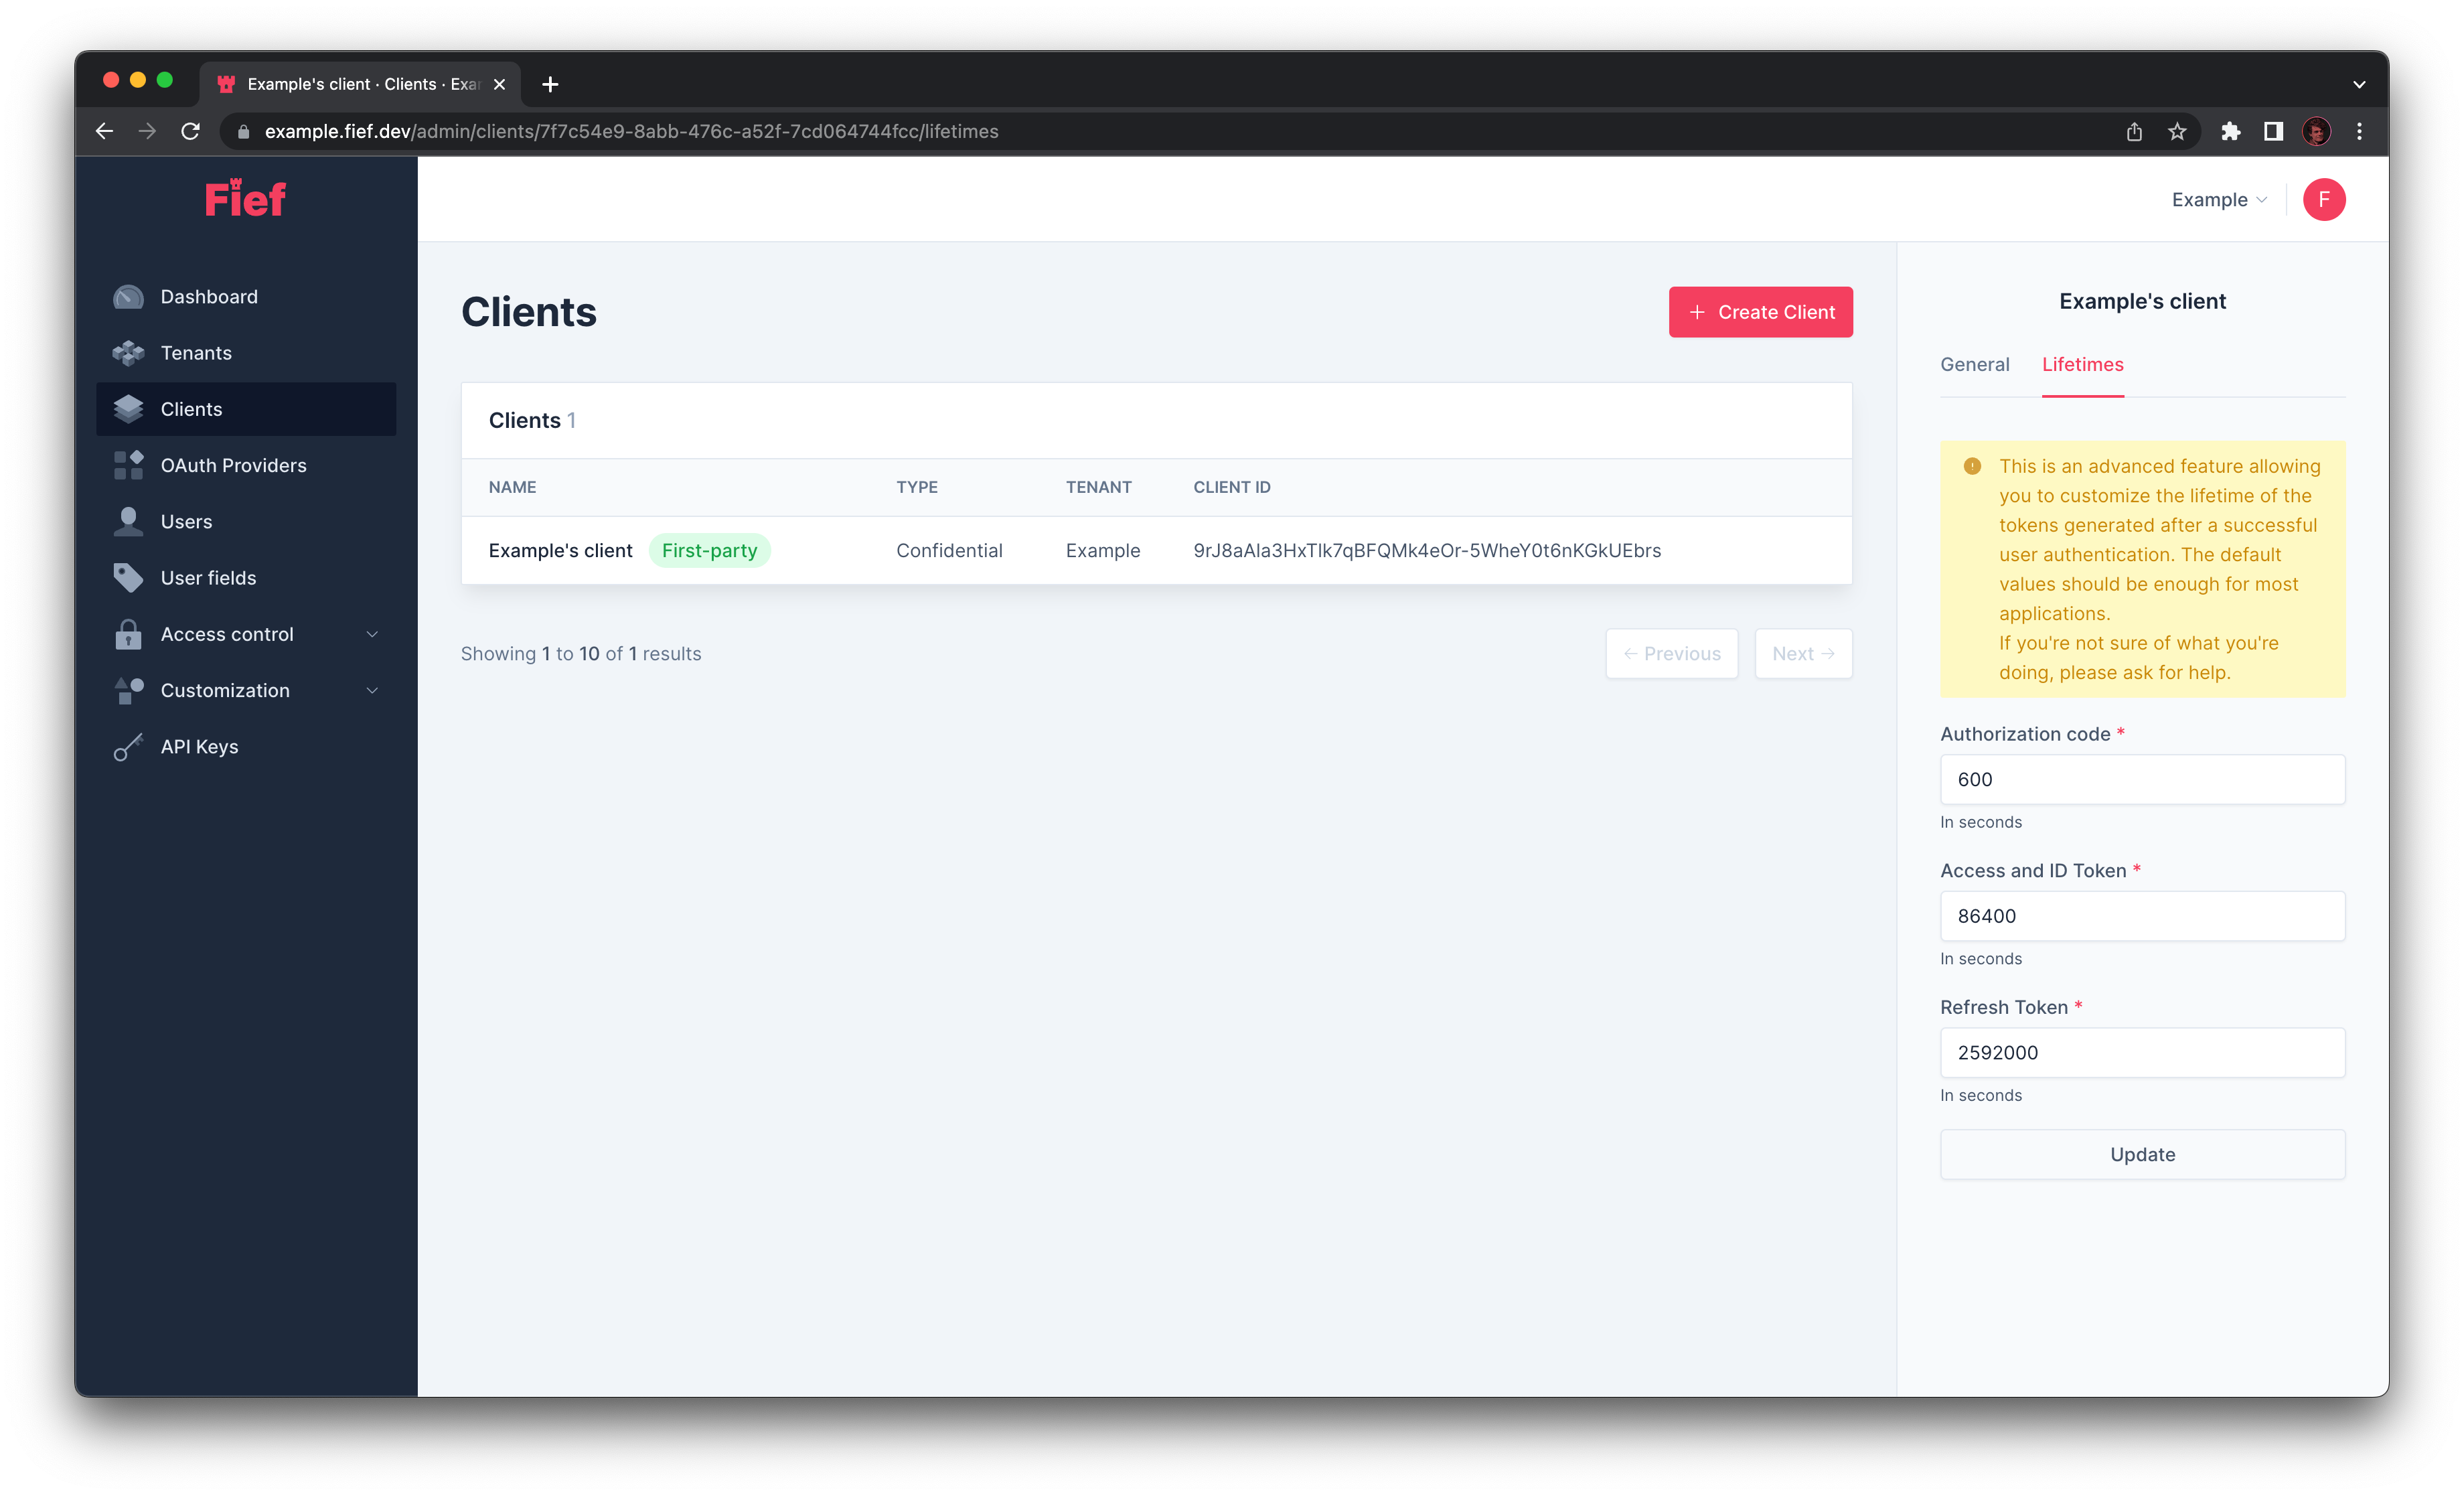 Example's client · Clients · Exa
example.fief.dev/admin/clients/7f7c54e9-8abb-476c-a52f-7cd064744fcc/lifetimes
Fief
Example
F
Dashboard
Tenants
Clients
OAuth Providers
Users
User fields
Access control
Customization
API Keys
Clients
Create Client
Clients 1
NAME TYPE TENANT CLIENT ID
Example's client First-party Confidential Example 9rJ8aAla3HxTlk7qBFQMk4eOr-5WheY0t6nKGkUEbrs
Showing 1 to 10 of 1 results
← Previous
Next →
Example's client
General Lifetimes
This is an advanced feature allowing
you to customize the lifetime of the
tokens generated after a successful
user authentication. The default
values should be enough for most
applications.
If you're not sure of what you're
doing, please ask for help.
Authorization code *
600
In seconds
Access and ID Token *
86400
In seconds
Refresh Token *
2592000
In seconds
Update